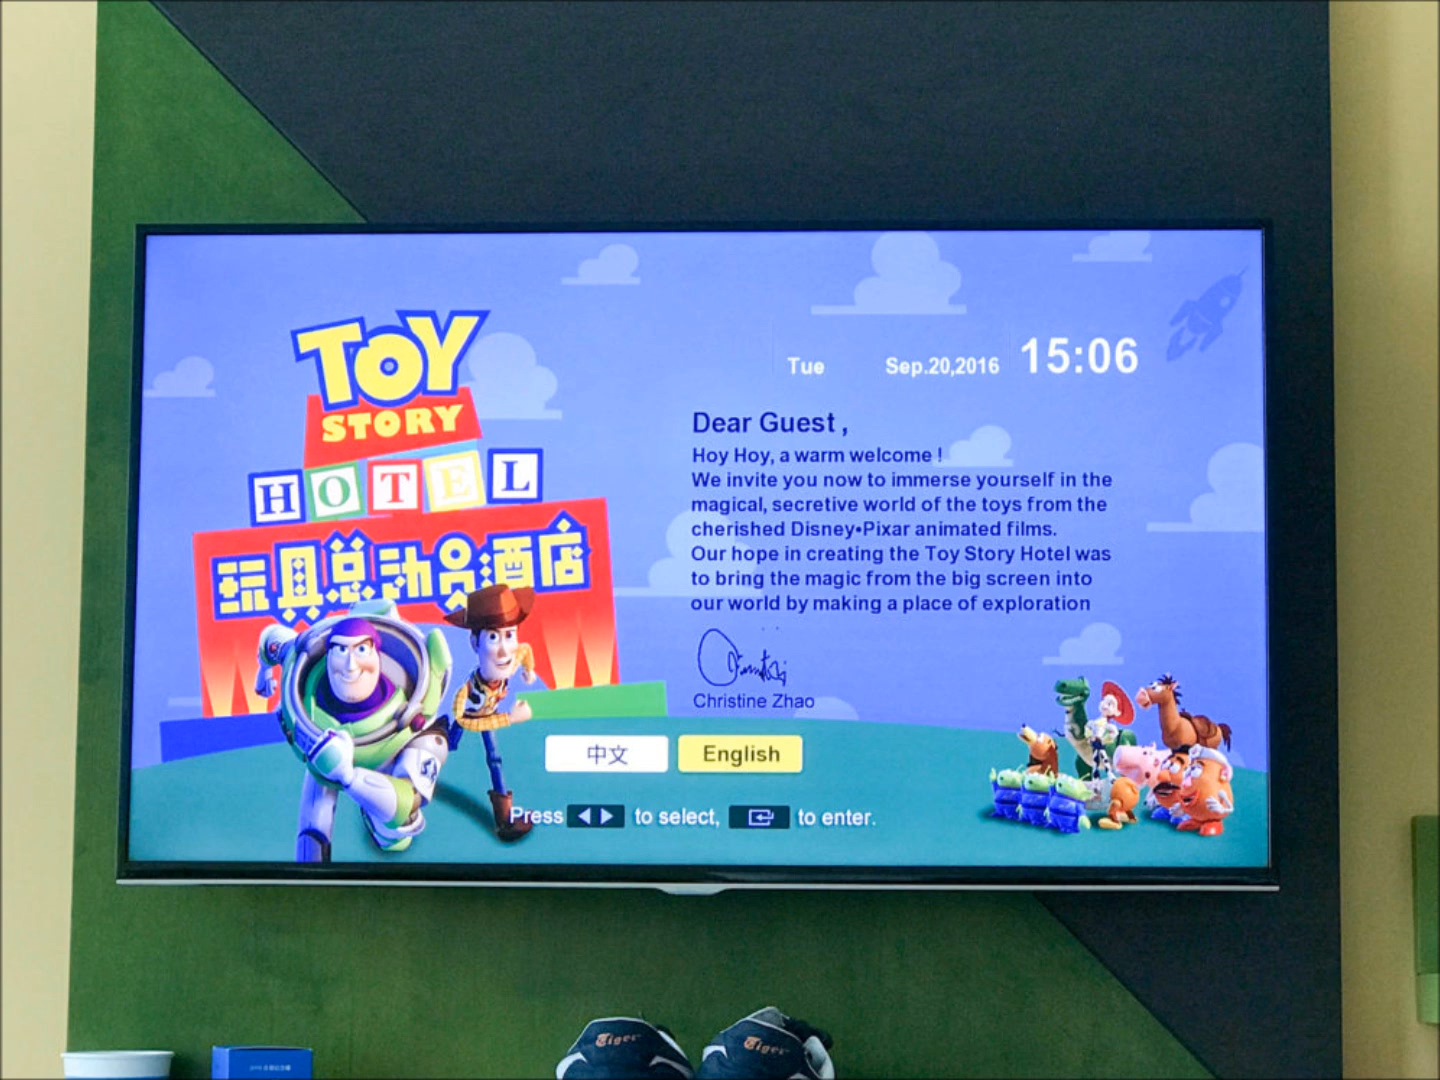 TOY
STORY
HOTEL
玩具总动员酒店
Tue Sep.20,2016 15:06
Dear Guest ,
Hoy Hoy, a warm welcome !
We invite you now to immerse yourself in the
magical, secretive world of the toys from the
cherished Disney•Pixar animated films.
Our hope in creating the Toy Story Hotel was
to bring the magic from the big screen into
our world by making a place of exploration
Christine Zhao
中文 English
Press to select, to enter.
Tiger Tiger